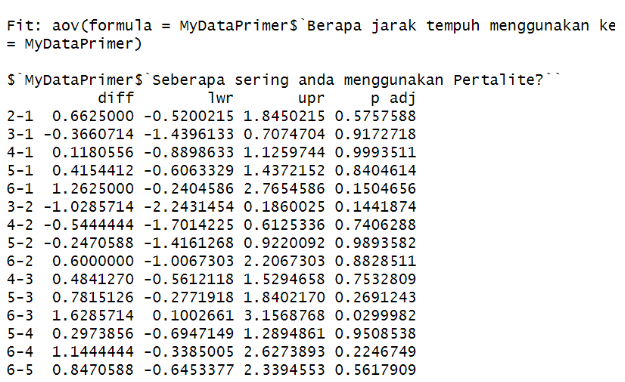 Fit: aov(formula = MyDataPrimer$`Berapa jarak tempuh menggunakan ke
= MyDataPrimer)
$`MyDataPrimer$`Seberapa sering anda menggunakan Pertalite?``
diff lwr upr p adj
2-1 0.6625000 -0.5200215 1.8450215 0.5757588
3-1 -0.3660714 -1.4396133 0.7074704 0.9172718
4-1 0.1180556 -0.8898633 1.1259744 0.9993511
5-1 0.4154412 -0.6063329 1.4372152 0.8404614
6-1 1.2625000 -0.2404586 2.7654586 0.1504656
3-2 -1.0285714 -2.2431454 0.1860025 0.1441874
4-2 -0.5444444 -1.7014225 0.6125336 0.7406288
5-2 -0.2470588 -1.4161268 0.9220092 0.9893582
6-2 0.6000000 -1.0067303 2.2067303 0.8828511
4-3 0.4841270 -0.5612118 1.5294658 0.7532809
5-3 0.7815126 -0.2771918 1.8402170 0.2691243
6-3 1.6285714 0.1002661 3.1568768 0.0299982
5-4 0.2973856 -0.6947149 1.2894861 0.9508538
6-4 1.1444444 -0.3385005 2.6273893 0.2246749
6-5 0.8470588 -0.6453377 2.3394553 0.5617909